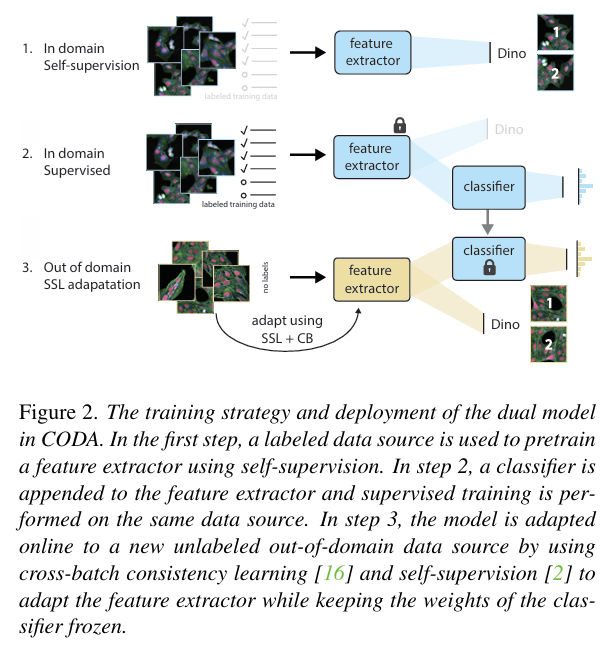 1. In domain
Self-supervision
labeled training data
feature
extractor
Dino
1
2
2. In domain
Supervised
labeled training data
feature
extractor
Dino
classifier
3. Out of domain
SSL adapatation
no labels
feature
extractor
adapt using
SSL + CB
classifier
Dino
1
2
Figure 2. The training strategy and deployment of the dual model
in CODA. In the first step, a labeled data source is used to pretrain
a feature extractor using self-supervision. In step 2, a classifier is
appended to the feature extractor and supervised training is per-
formed on the same data source. In step 3, the model is adapted
online to a new unlabeled out-of-domain data source by using
cross-batch consistency learning [16] and self-supervision [2] to
adapt the feature extractor while keeping the weights of the clas-
sifier frozen.